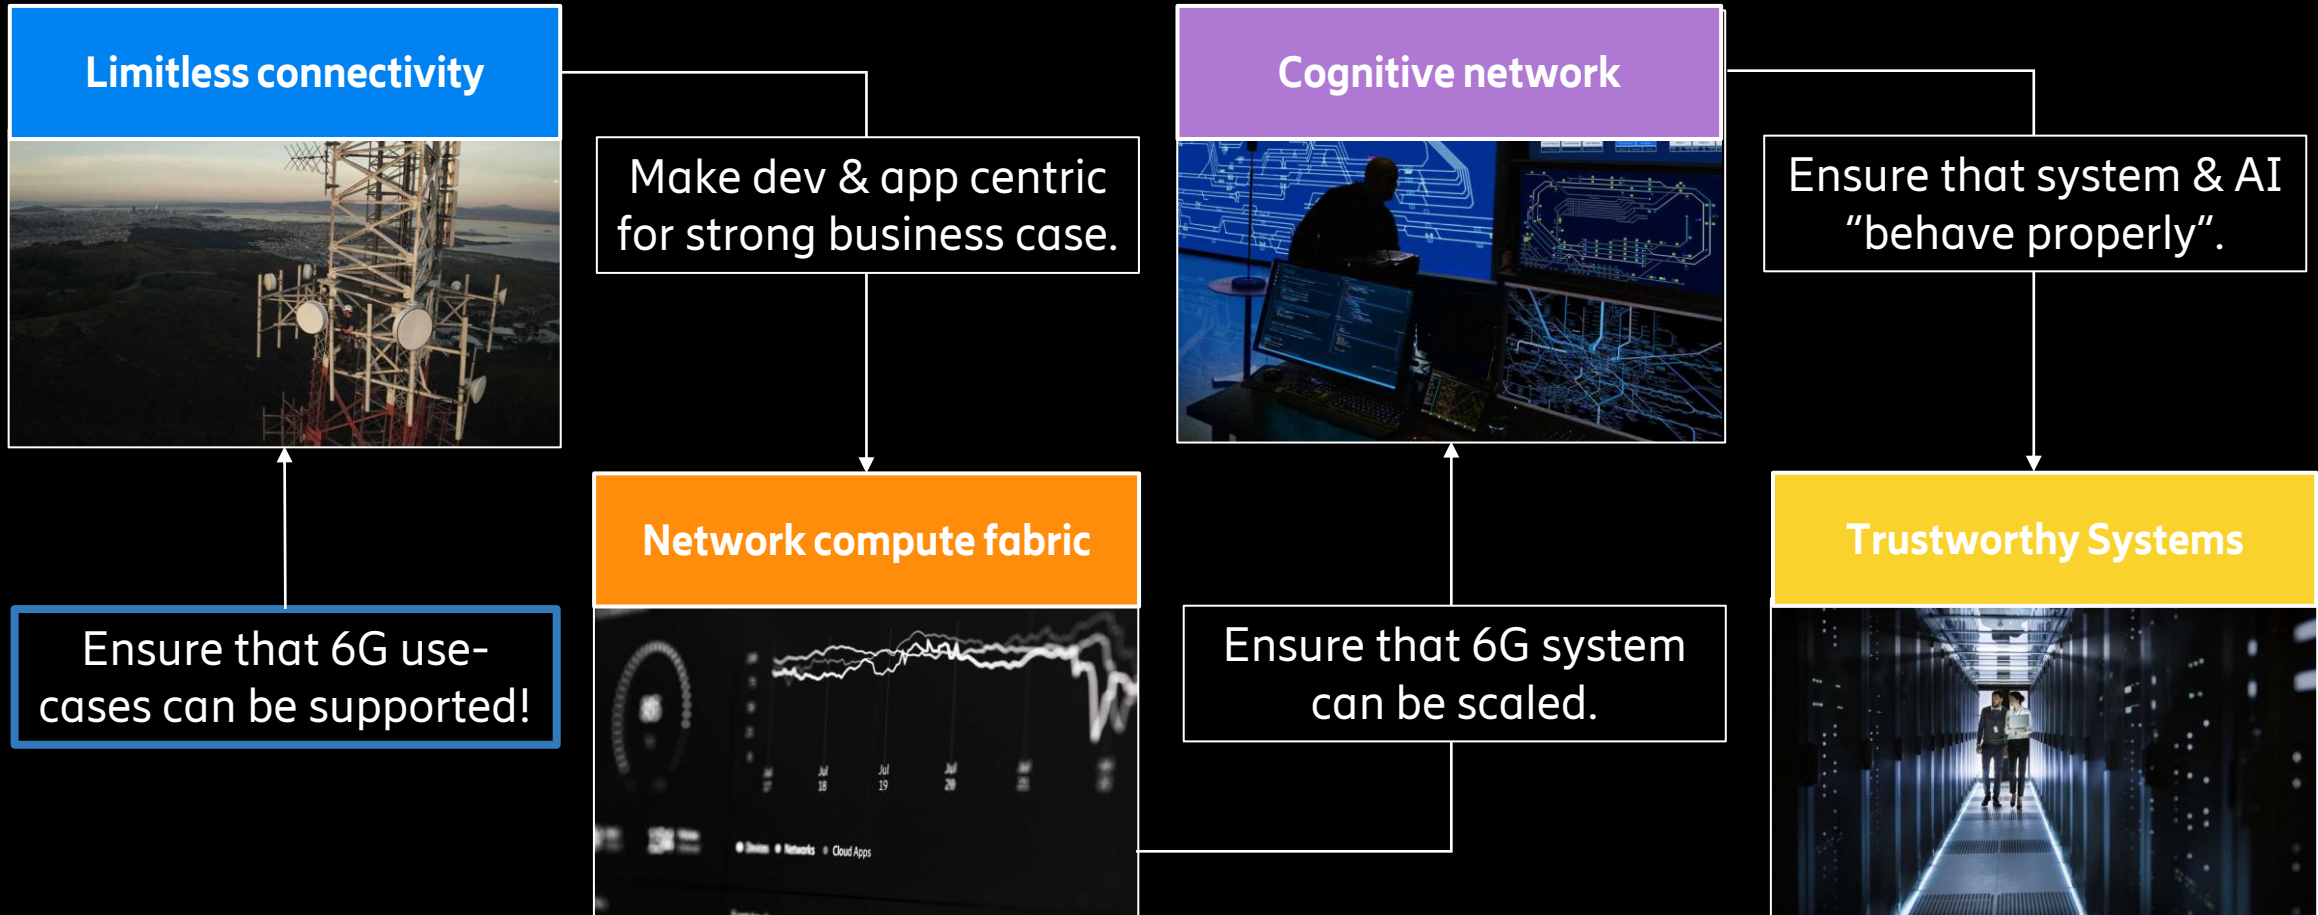 Limitless connectivity
Make dev & app centric
for strong business case.
Ensure that 6G use-
cases can be supported!
Network compute fabric
Jul
18
Jul
19
Jul
20
Devices
Networks
Cloud Apps
Cognitive network
Ensure that 6G system
can be scaled.
Ensure that system & AI
“behave properly”.
Trustworthy Systems